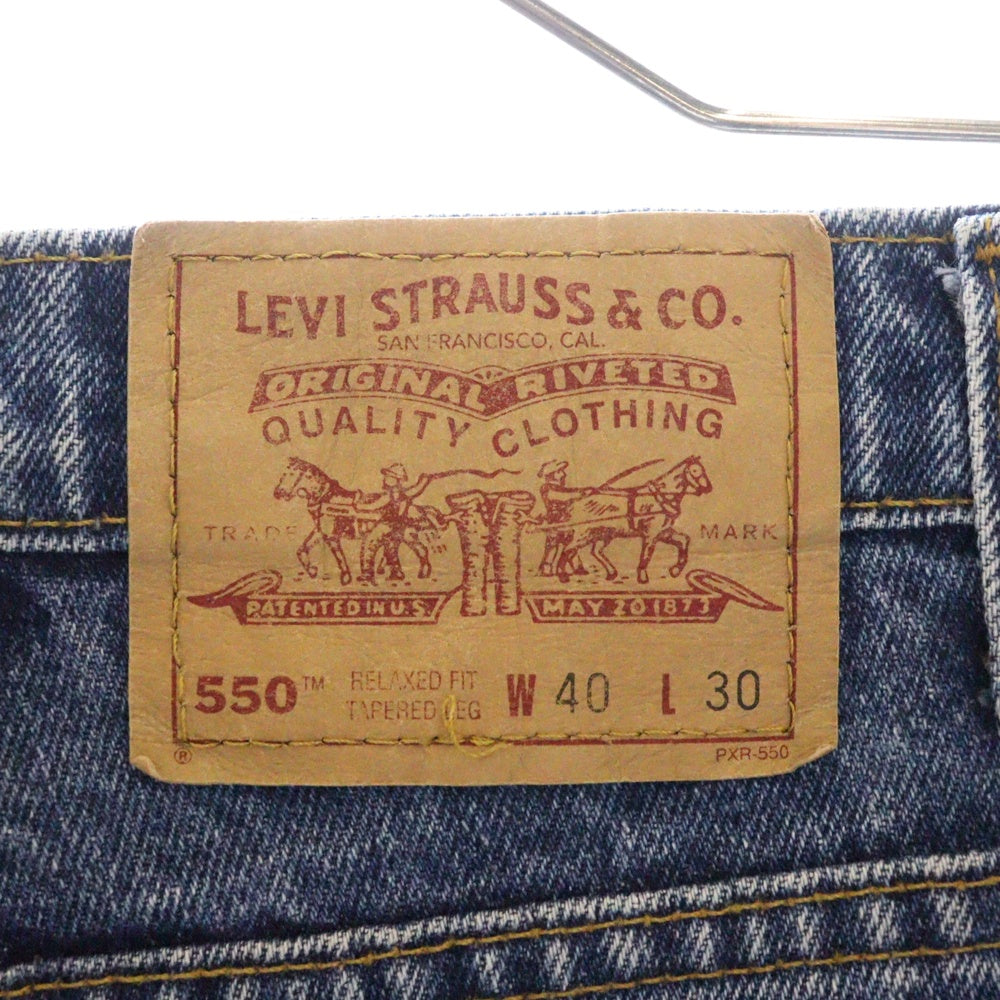 LEVI STRAUSS & CO.
SAN FRANCISCO, CAL.
ORIGINAL RIVETED
QUALITY CLOTHING
TRADE MARK
PATENTED IN U.S. MAY 20 1873
550™ RELAXED FIT W 40 L 30
TAPERED LEG
® PXR-550